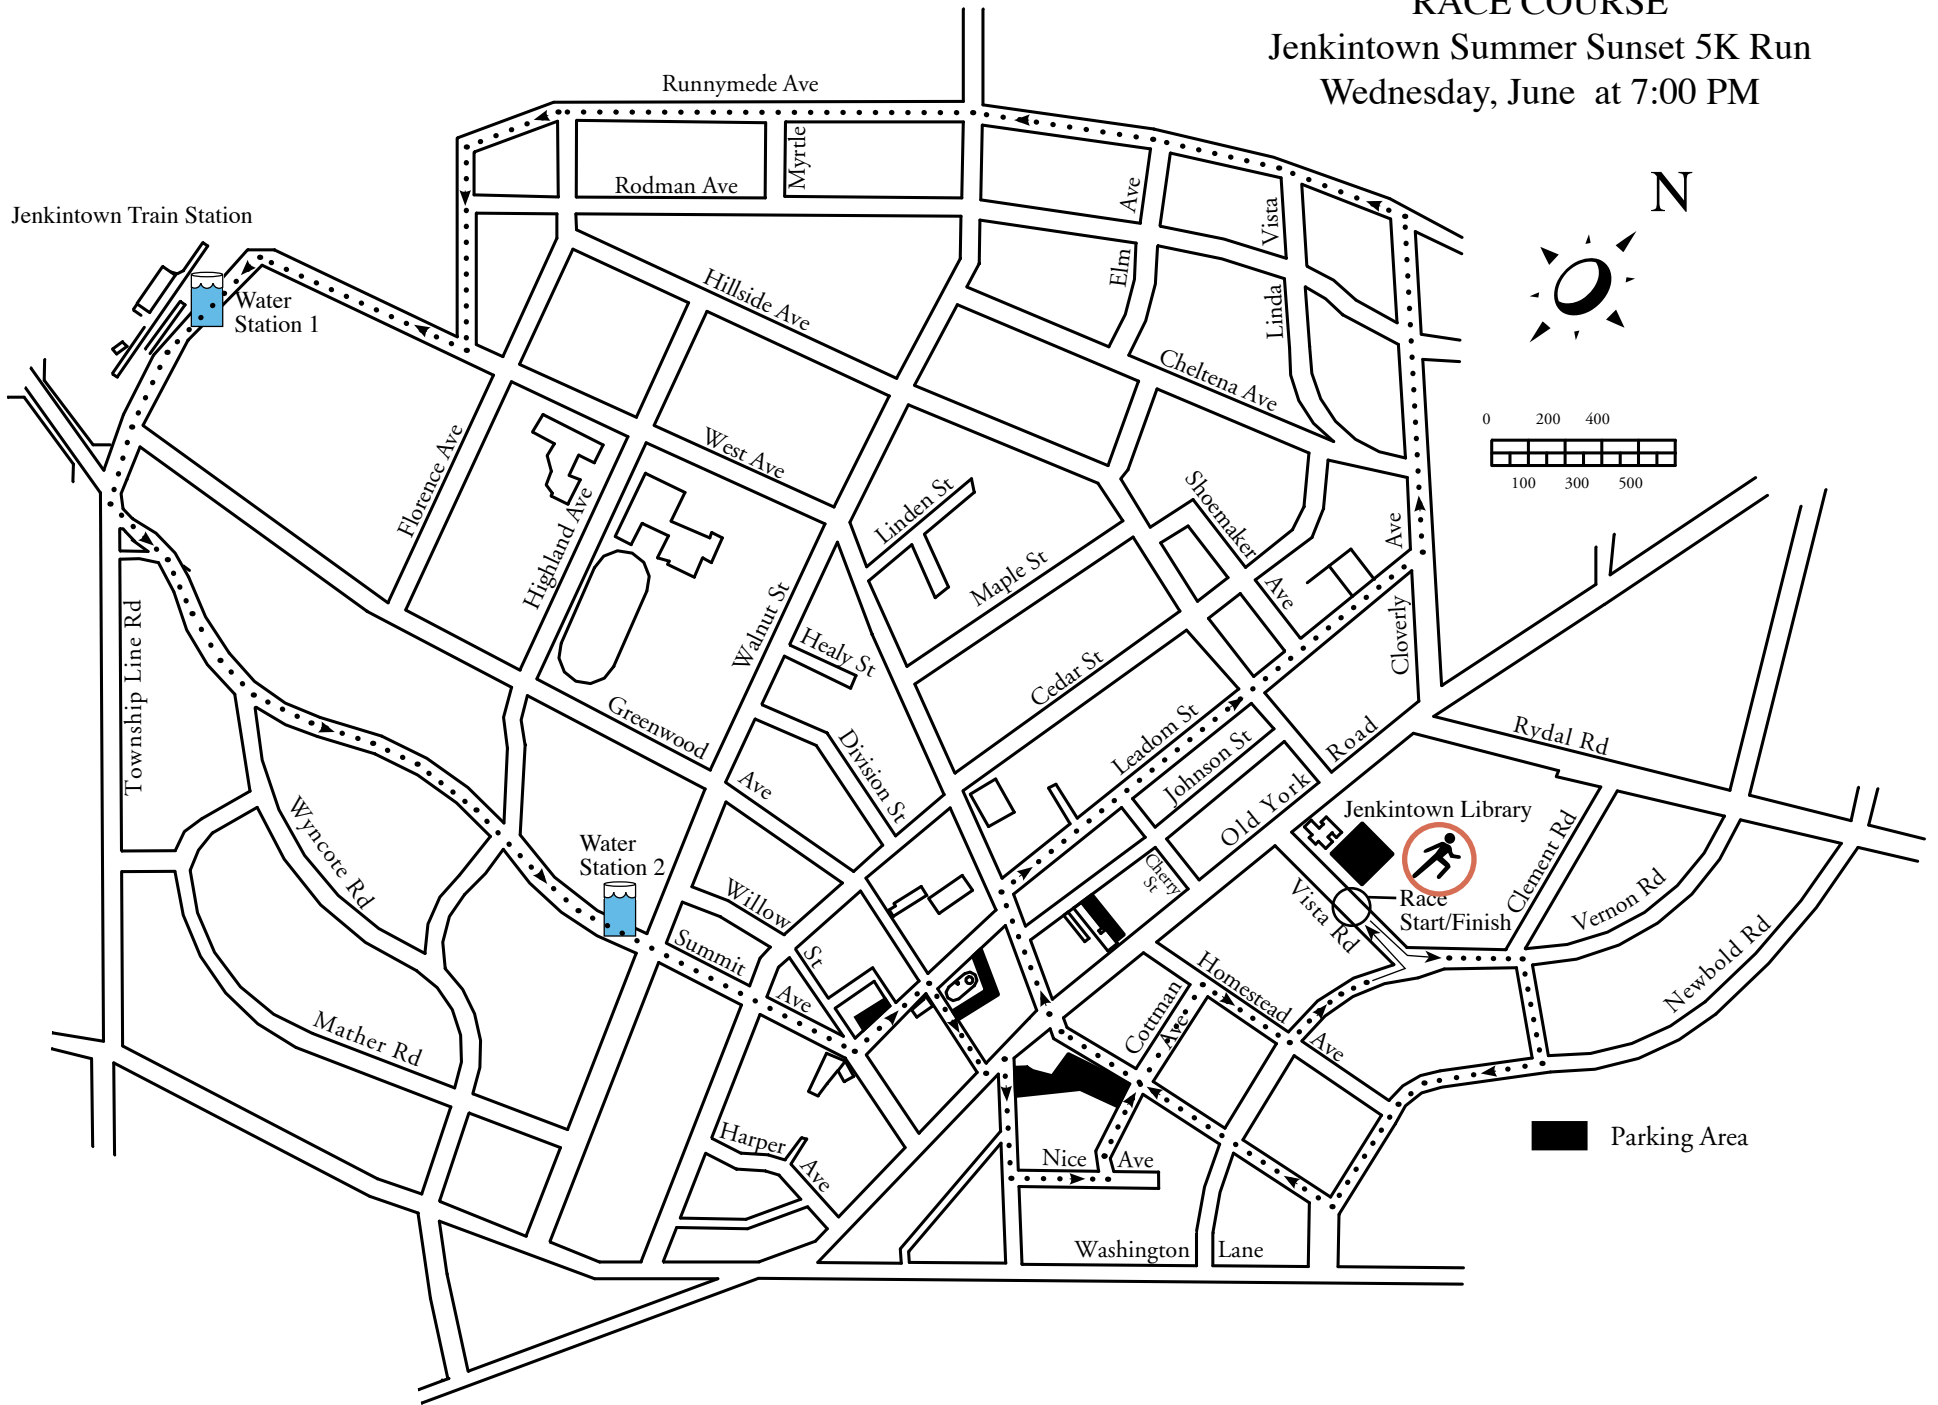 RACE COURSE
Jenkintown Summer Sunset 5K Run
Wednesday, June at 7:00 PM
Runnymede Ave
Myrtle
Rodman Ave
Ave
Vista
N
Jenkintown Train Station
Elm
Linda
Hillside Ave
Water
Station 1
Cheltena Ave
0 200 400
100 300 500
Florence Ave
West Ave
Highland Ave
Linden St
Shoemaker
Ave
Ave
Maple St
Cloverly
Township Line Rd
Walnut St
Healy St
Cedar St
Greenwood
Ave
Division St
Leadom St
Johnson St
Road
Old York
Rydal Rd
Wyncote Rd
Jenkintown Library
Water
Station 2
Cherry
St
Clement Rd
Vernon Rd
Willow
St
Vista Rd
Race
Start/Finish
Summit
Ave
Newbold Rd
Homestead
Ave
Cottman
Ave
Mather Rd
Harper
Ave
Nice Ave
Parking Area
Washington Lane